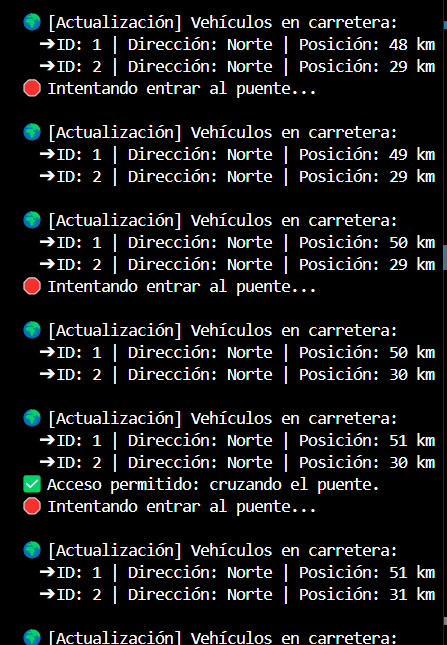 🌍 [Actualización] Vehículos en carretera:
➔ID: 1 | Dirección: Norte | Posición: 48 km
➔ID: 2 | Dirección: Norte | Posición: 29 km
🛑 Intentando entrar al puente...
🌍 [Actualización] Vehículos en carretera:
➔ID: 1 | Dirección: Norte | Posición: 49 km
➔ID: 2 | Dirección: Norte | Posición: 29 km
🌍 [Actualización] Vehículos en carretera:
➔ID: 1 | Dirección: Norte | Posición: 50 km
➔ID: 2 | Dirección: Norte | Posición: 29 km
🛑 Intentando entrar al puente...
🌍 [Actualización] Vehículos en carretera:
➔ID: 1 | Dirección: Norte | Posición: 50 km
➔ID: 2 | Dirección: Norte | Posición: 30 km
🌍 [Actualización] Vehículos en carretera:
➔ID: 1 | Dirección: Norte | Posición: 51 km
➔ID: 2 | Dirección: Norte | Posición: 30 km
✅ Acceso permitido: cruzando el puente.
🛑 Intentando entrar al puente...
🌍 [Actualización] Vehículos en carretera:
➔ID: 1 | Dirección: Norte | Posición: 51 km
➔ID: 2 | Dirección: Norte | Posición: 31 km
🌍 [Actualización] Vehículos en carretera: